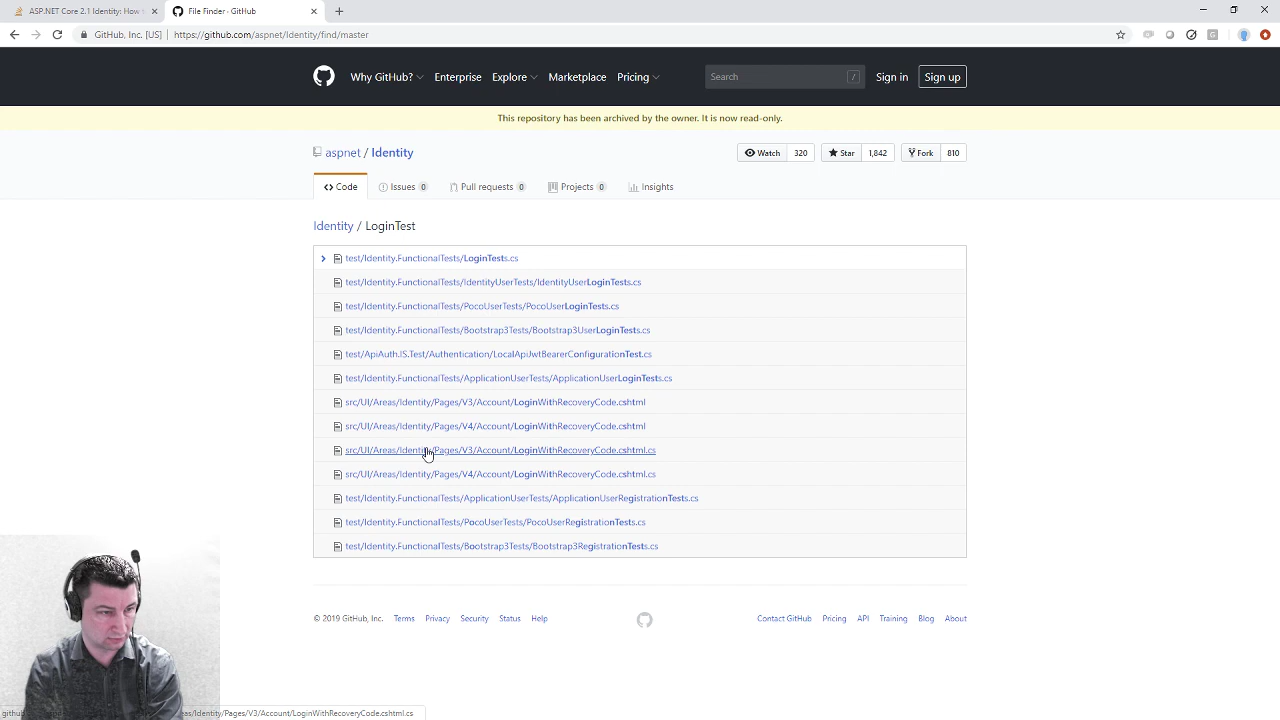 ASP.NET Core 2.1 Identity: How
File Finder · GitHub
GitHub, Inc. [US] https://github.com/aspnet/Identity/find/master
Why GitHub? Enterprise Explore Marketplace Pricing Search / Sign in Sign up
This repository has been archived by the owner. It is now read-only.
aspnet / Identity Watch 320 Star 1,842 Fork 810
Code Issues 0 Pull requests 0 Projects 0 Insights
Identity / LoginTest
test/Identity.FunctionalTests/LoginTests.cs
test/Identity.FunctionalTests/IdentityUserTests/IdentityUserLoginTests.cs
test/Identity.FunctionalTests/PocoUserTests/PocoUserLoginTests.cs
test/Identity.FunctionalTests/Bootstrap3Tests/Bootstrap3UserLoginTests.cs
test/ApiAuth.IS.Test/Authentication/LocalApiJwtBearerConfigurationTest.cs
test/Identity.FunctionalTests/ApplicationUserTests/ApplicationUserLoginTests.cs
src/UI/Areas/Identity/Pages/V3/Account/LoginWithRecoveryCode.cshtml
src/UI/Areas/Identity/Pages/V4/Account/LoginWithRecoveryCode.cshtml
src/UI/Areas/Identity/Pages/V3/Account/LoginWithRecoveryCode.cshtml.cs
src/UI/Areas/Identity/Pages/V4/Account/LoginWithRecoveryCode.cshtml.cs
test/Identity.FunctionalTests/ApplicationUserTests/ApplicationUserRegistrationTests.cs
test/Identity.FunctionalTests/PocoUserTests/PocoUserRegistrationTests.cs
test/Identity.FunctionalTests/Bootstrap3Tests/Bootstrap3RegistrationTests.cs
© 2019 GitHub, Inc. Terms Privacy Security Status Help Contact GitHub Pricing API Training Blog About
eas/Identity/Pages/V3/Account/LoginWithRecoveryCode.cshtml.cs